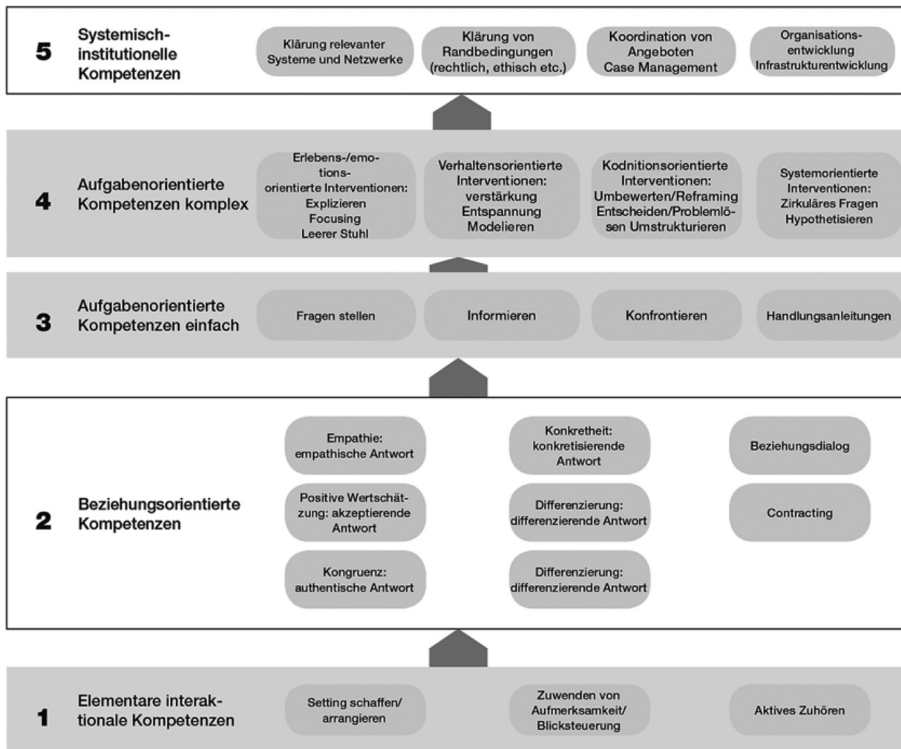 5
Systemisch-
institutionelle
Kompetenzen
Klärung relevanter
Systeme und Netzwerke
Klärung von
Randbedingungen
(rechtlich, ethisch etc.)
Koordination von
Angeboten
Case Management
Organisations-
entwicklung
Infrastrukturentwicklung
4
Aufgabenorientierte
Kompetenzen komplex
Erlebens-/emo-
tions-
orientierte Interventionen:
Explizieren
Focusing
Leerer Stuhl
Verhaltensorientierte
Interventionen:
verstärkung
Entspannung
Modelieren
Kodnitionsorientierte
Interventionen:
Umbewerten/Reframing
Entscheiden/Problemlö-
sen Umstrukturieren
Systemorientierte
Interventionen:
Zirkuläres Fragen
Hypothetisieren
3
Aufgabenorientierte
Kompetenzen einfach
Fragen stellen
Informieren
Konfrontieren
Handlungsanleitungen
2
Beziehungsorientierte
Kompetenzen
Empathie:
empathische Antwort
Konkretheit:
konkretisierende
Antwort
Beziehungsdialog
Positive Wertschät-
zung: akzeptierende
Antwort
Differenzierung:
differenzierende Antwort
Contracting
Kongruenz:
authentische Antwort
Differenzierung:
differenzierende Antwort
1
Elementare interak-
tionale Kompetenzen
Setting schaffen/
arrangieren
Zuwenden von
Aufmerksamkeit/
Blicksteuerung
Aktives Zuhören